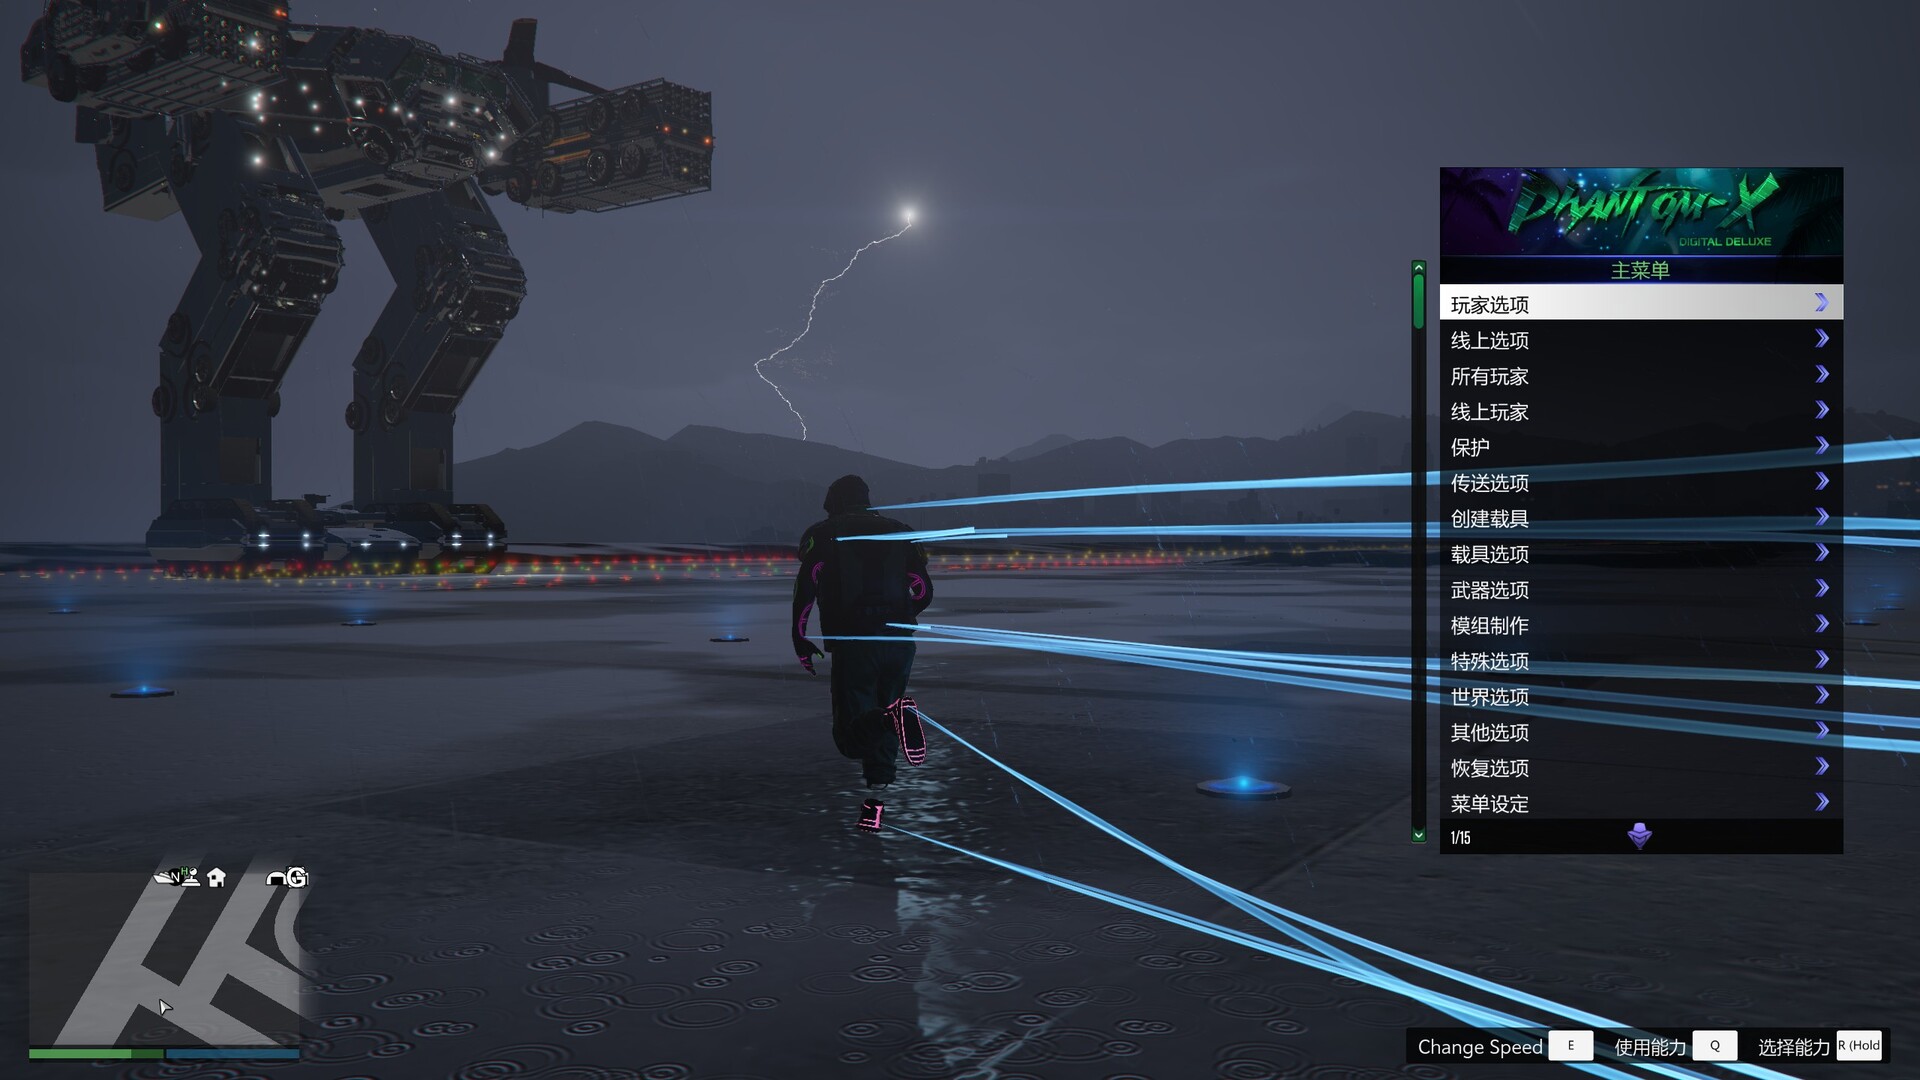 PHANTOM-X
DIGITAL DELUXE
主菜单
玩家选项
线上选项
所有玩家
线上玩家
保护
传送选项
创建载具
载具选项
武器选项
模组制作
特殊选项
世界选项
其他选项
恢复选项
菜单设定
1/15
N H G
Change Speed E 使用能力 Q 选择能力 R (Hold